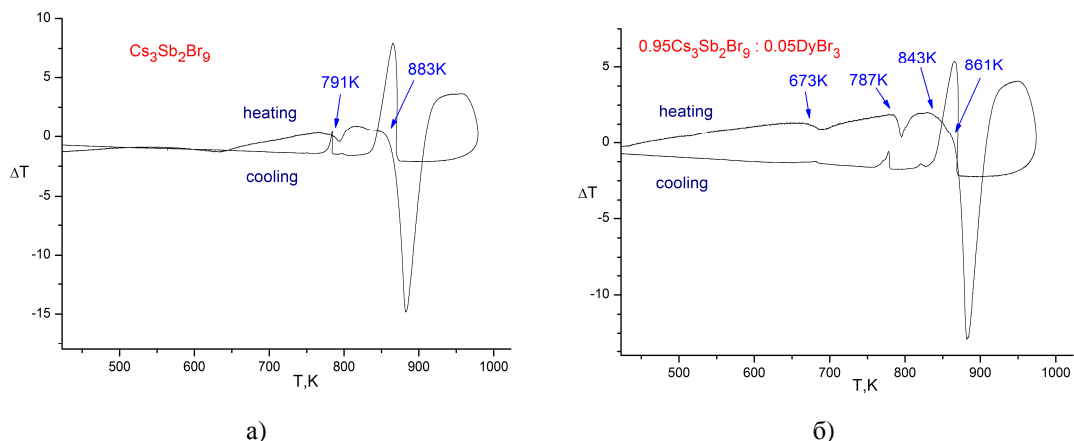 10
5
0
-5
-10
-15
ΔT
Cs₃Sb₂Br₉
791K
883K
heating
cooling
500 600 700 800 900 1000
T,K
а)
5
0
-5
-10
ΔT
0.95Cs₃Sb₂Br₉ : 0.05DyBr₃
673K
787K
843K
861K
heating
cooling
500 600 700 800 900 1000
T,K
б)